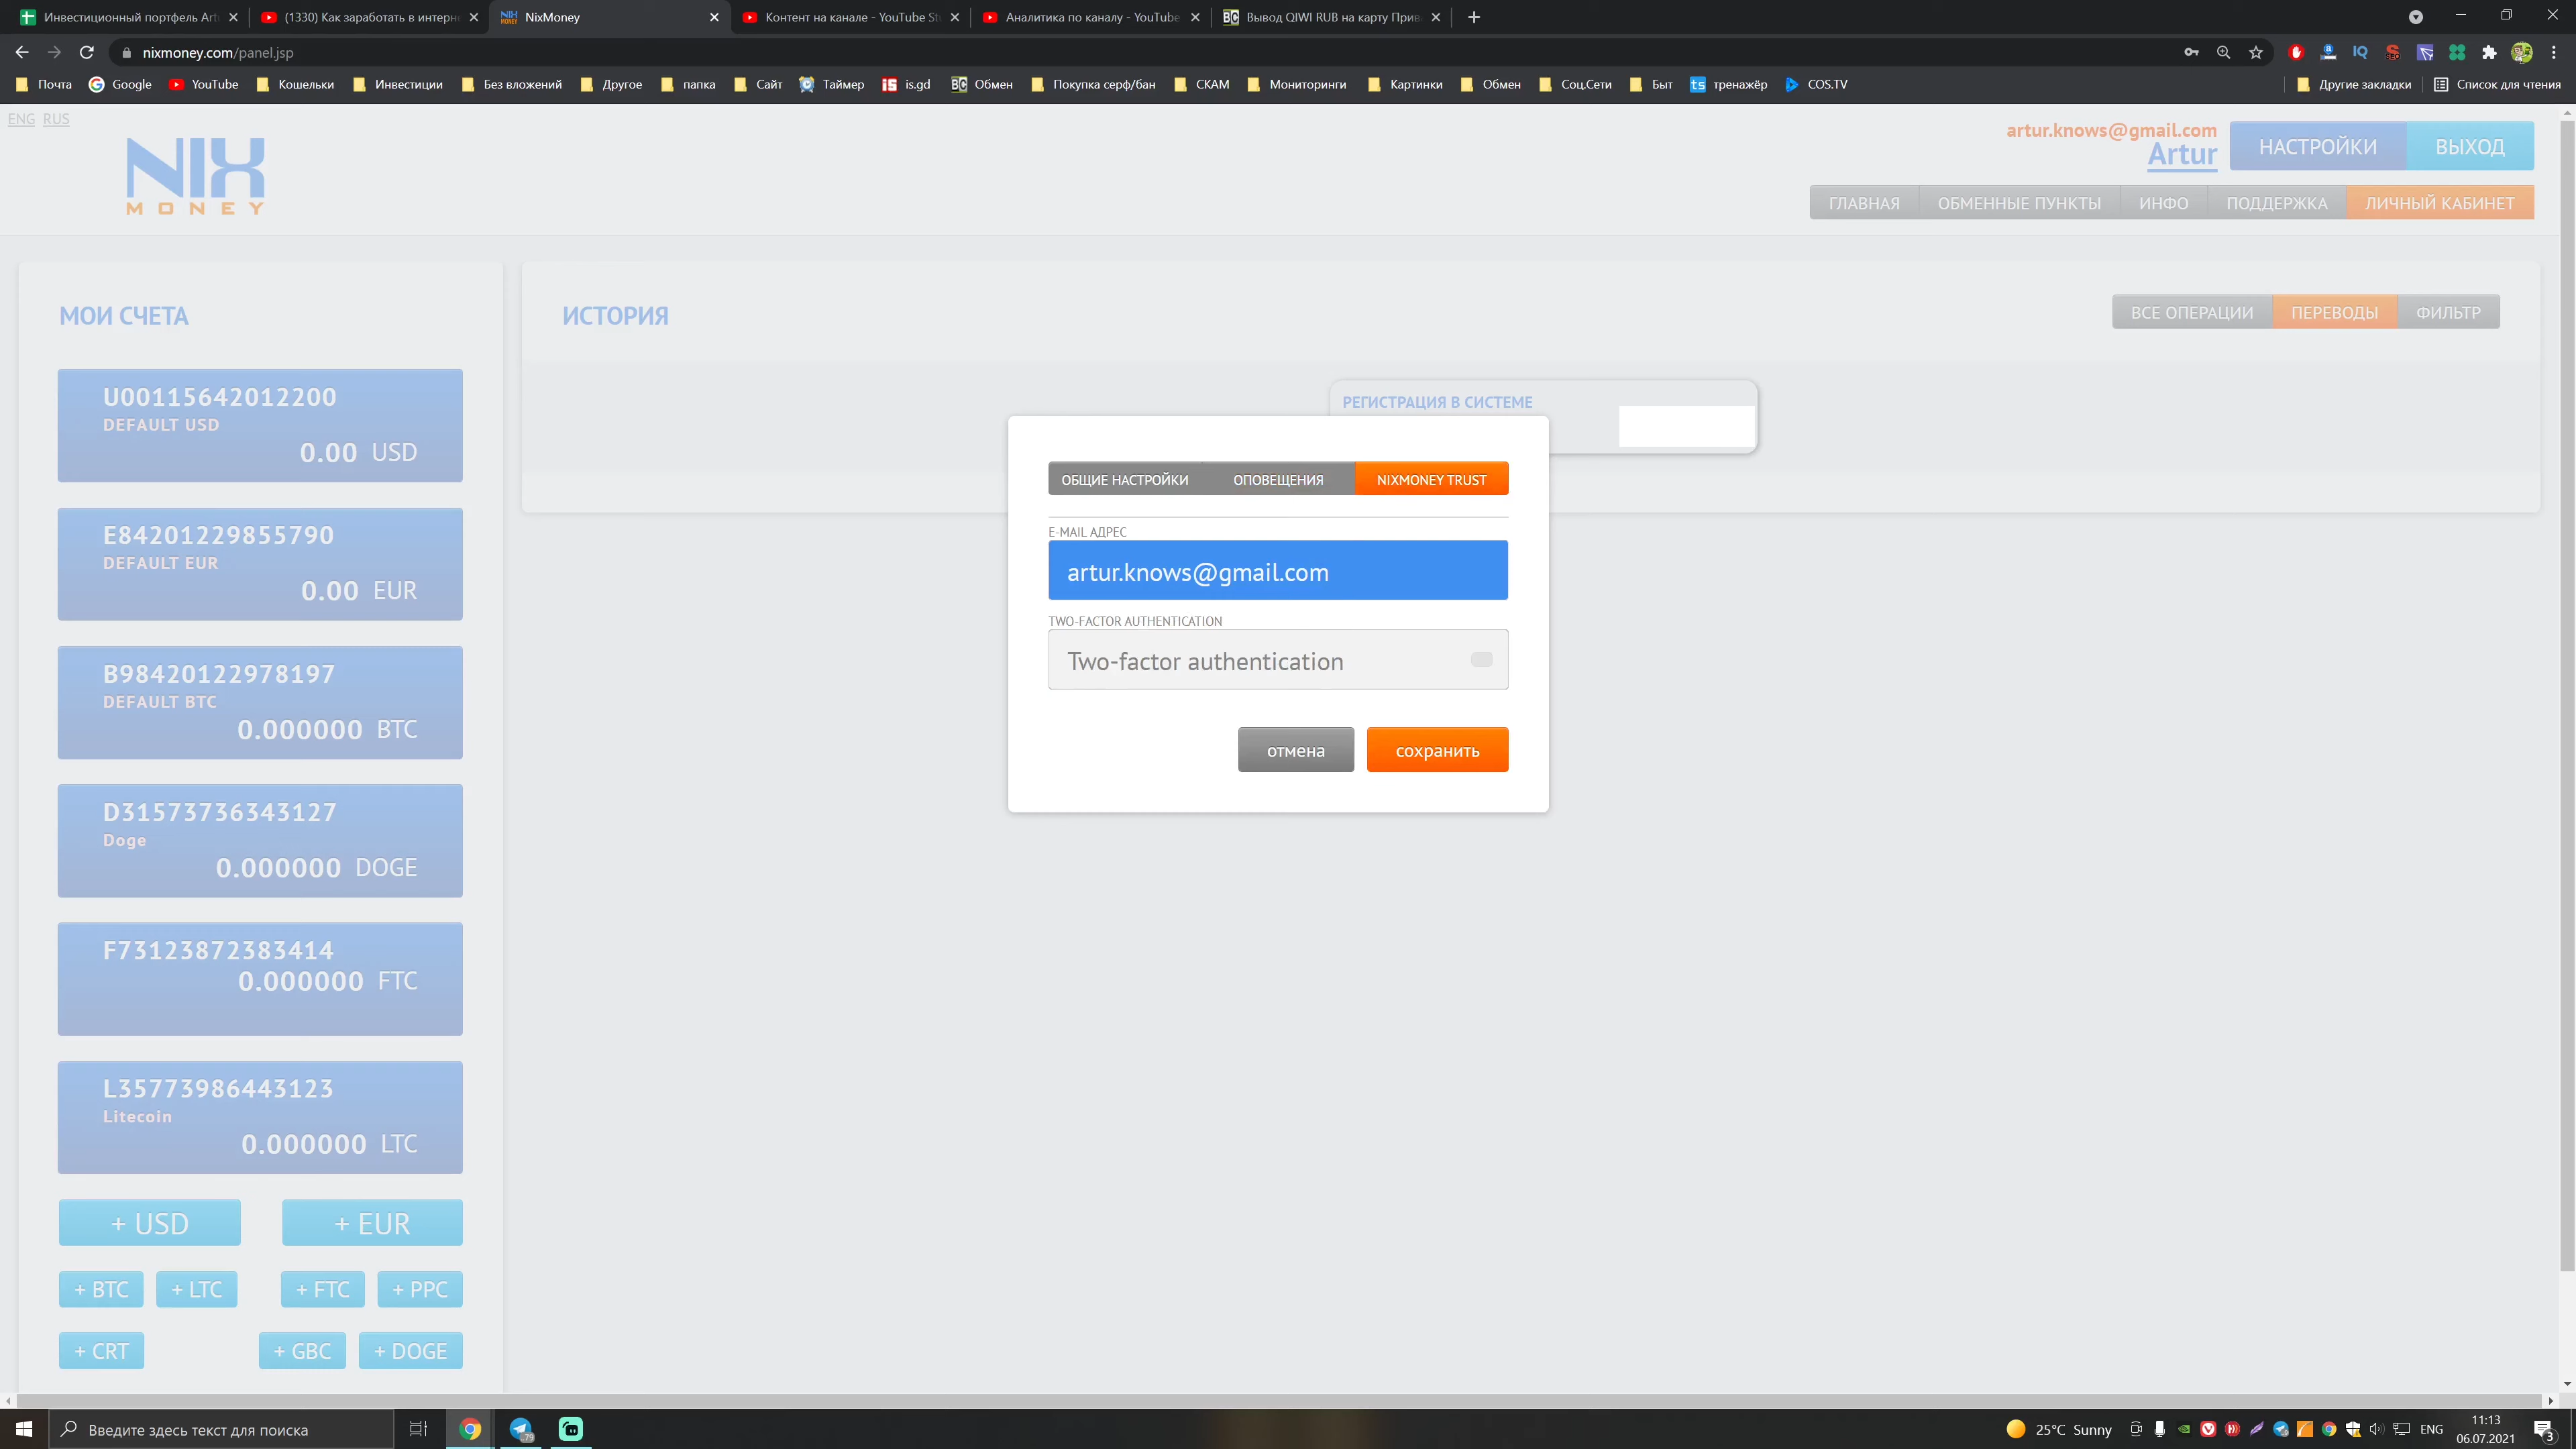 Инвестиционный портфель Art
(1330) Как заработать в интерн
NixMoney
Контент на канале - YouTube St
Аналитика по каналу - YouTube
Вывод QIWI RUB на карту Прив
nixmoney.com/panel.jsp
Почта
Google
YouTube
Кошельки
Инвестиции
Без вложений
Другое
папка
Сайт
Таймер
is.gd
Обмен
Покупка серф/бан
СКАМ
Мониторинги
Картинки
Обмен
Соц.Сети
Быт
тренажёр
COS.TV
Другие закладки
Список для чтения
ENG RUS
NIX
MONEY
artur.knows@gmail.com
Artur
НАСТРОЙКИ
ВЫХОД
ГЛАВНАЯ
ОБМЕННЫЕ ПУНКТЫ
ИНФО
ПОДДЕРЖКА
ЛИЧНЫЙ КАБИНЕТ
МОИ СЧЕТА
U00115642012200
DEFAULT USD
0.00 USD
E84201229855790
DEFAULT EUR
0.00 EUR
B98420122978197
DEFAULT BTC
0.000000 BTC
D31573736343127
Doge
0.000000 DOGE
F73123872383414
0.000000 FTC
L35773986443123
Litecoin
0.000000 LTC
+ USD
+ EUR
+ BTC
+ LTC
+ FTC
+ PPC
+ CRT
+ GBC
+ DOGE
ИСТОРИЯ
ВСЕ ОПЕРАЦИИ
ПЕРЕВОДЫ
ФИЛЬТР
РЕГИСТРАЦИЯ В СИСТЕМЕ
ОБЩИЕ НАСТРОЙКИ
ОПОВЕЩЕНИЯ
NIXMONEY TRUST
E-MAIL АДРЕС
artur.knows@gmail.com
TWO-FACTOR AUTHENTICATION
Two-factor authentication
отмена
сохранить
Введите здесь текст для поиска
79
25°C Sunny
ENG
11:13
06.07.2021
3